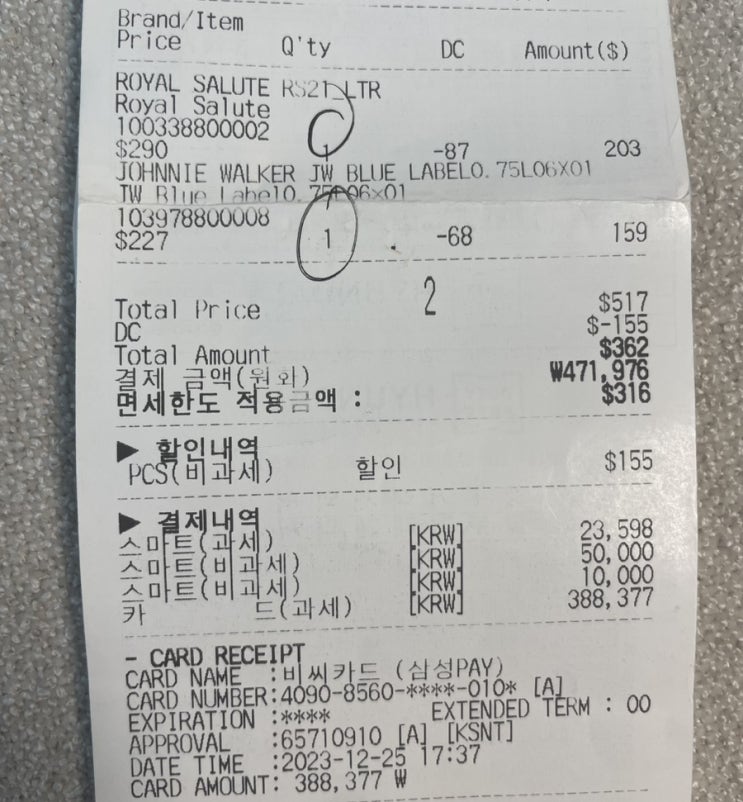 Brand/Item
Price Q'ty DC Amount($)
ROYAL SALUTE RS21 LTR
Royal Salute
100338800002
$290 1 -87 203
JOHNNIE WALKER JW BLUE LABEL0.75L06X01
JW Blue Label0.75L06x01
103978800008
$227 1 -68 159
2
Total Price $517
DC $-155
Total Amount $362
결제 금액(원화) ₩471,976
면세한도 적용금액 : $316
▶ 할인내역
PCS(비과세) 할인 $155
▶ 결제내역
스마트(과세) [KRW] 23,598
스마트(비과세) [KRW] 50,000
스마트(비과세) [KRW] 10,000
카 드(과세) [KRW] 388,377
- CARD RECEIPT
CARD NAME :비씨카드 (삼성PAY)
CARD NUMBER:4090-8560-****-010* [A]
EXPIRATION :**** EXTENDED TERM : 00
APPROVAL :65710910 [A] [KSNT]
DATE TIME :2023-12-25 17:37
CARD AMOUNT: 388,377 ₩